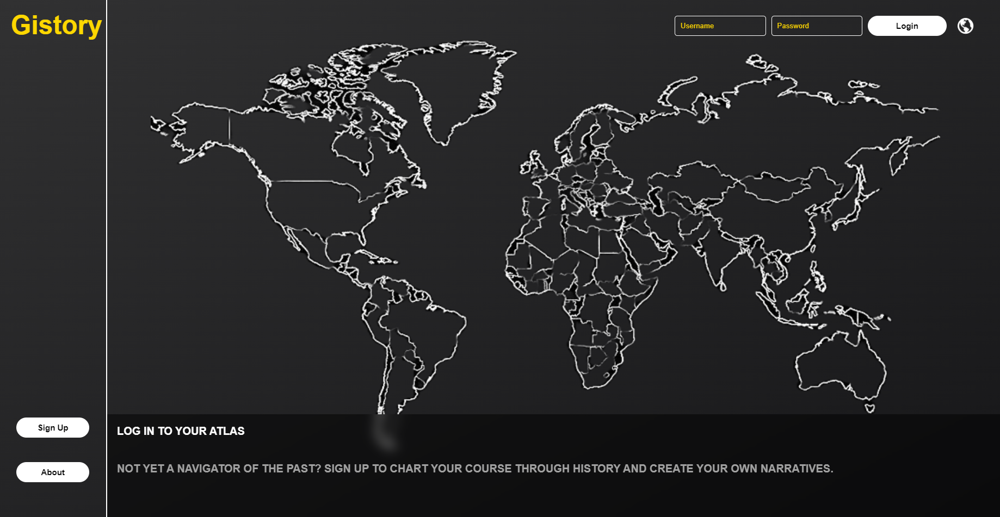 Gistory
Username
Password
Login
Sign Up
About
LOG IN TO YOUR ATLAS
NOT YET A NAVIGATOR OF THE PAST? SIGN UP TO CHART YOUR COURSE THROUGH HISTORY AND CREATE YOUR OWN NARRATIVES.